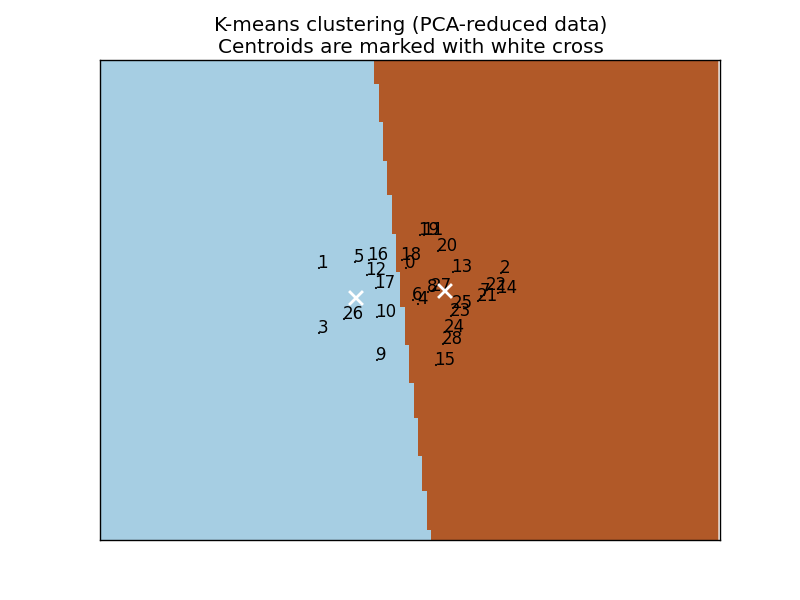 K-means clustering (PCA-reduced data)
Centroids are marked with white cross
19 11
20
5 16 18
1 12 0 13 2
17 8 27 22
6 4 7 21 14
26 10 25 23
3 24
28
9 15